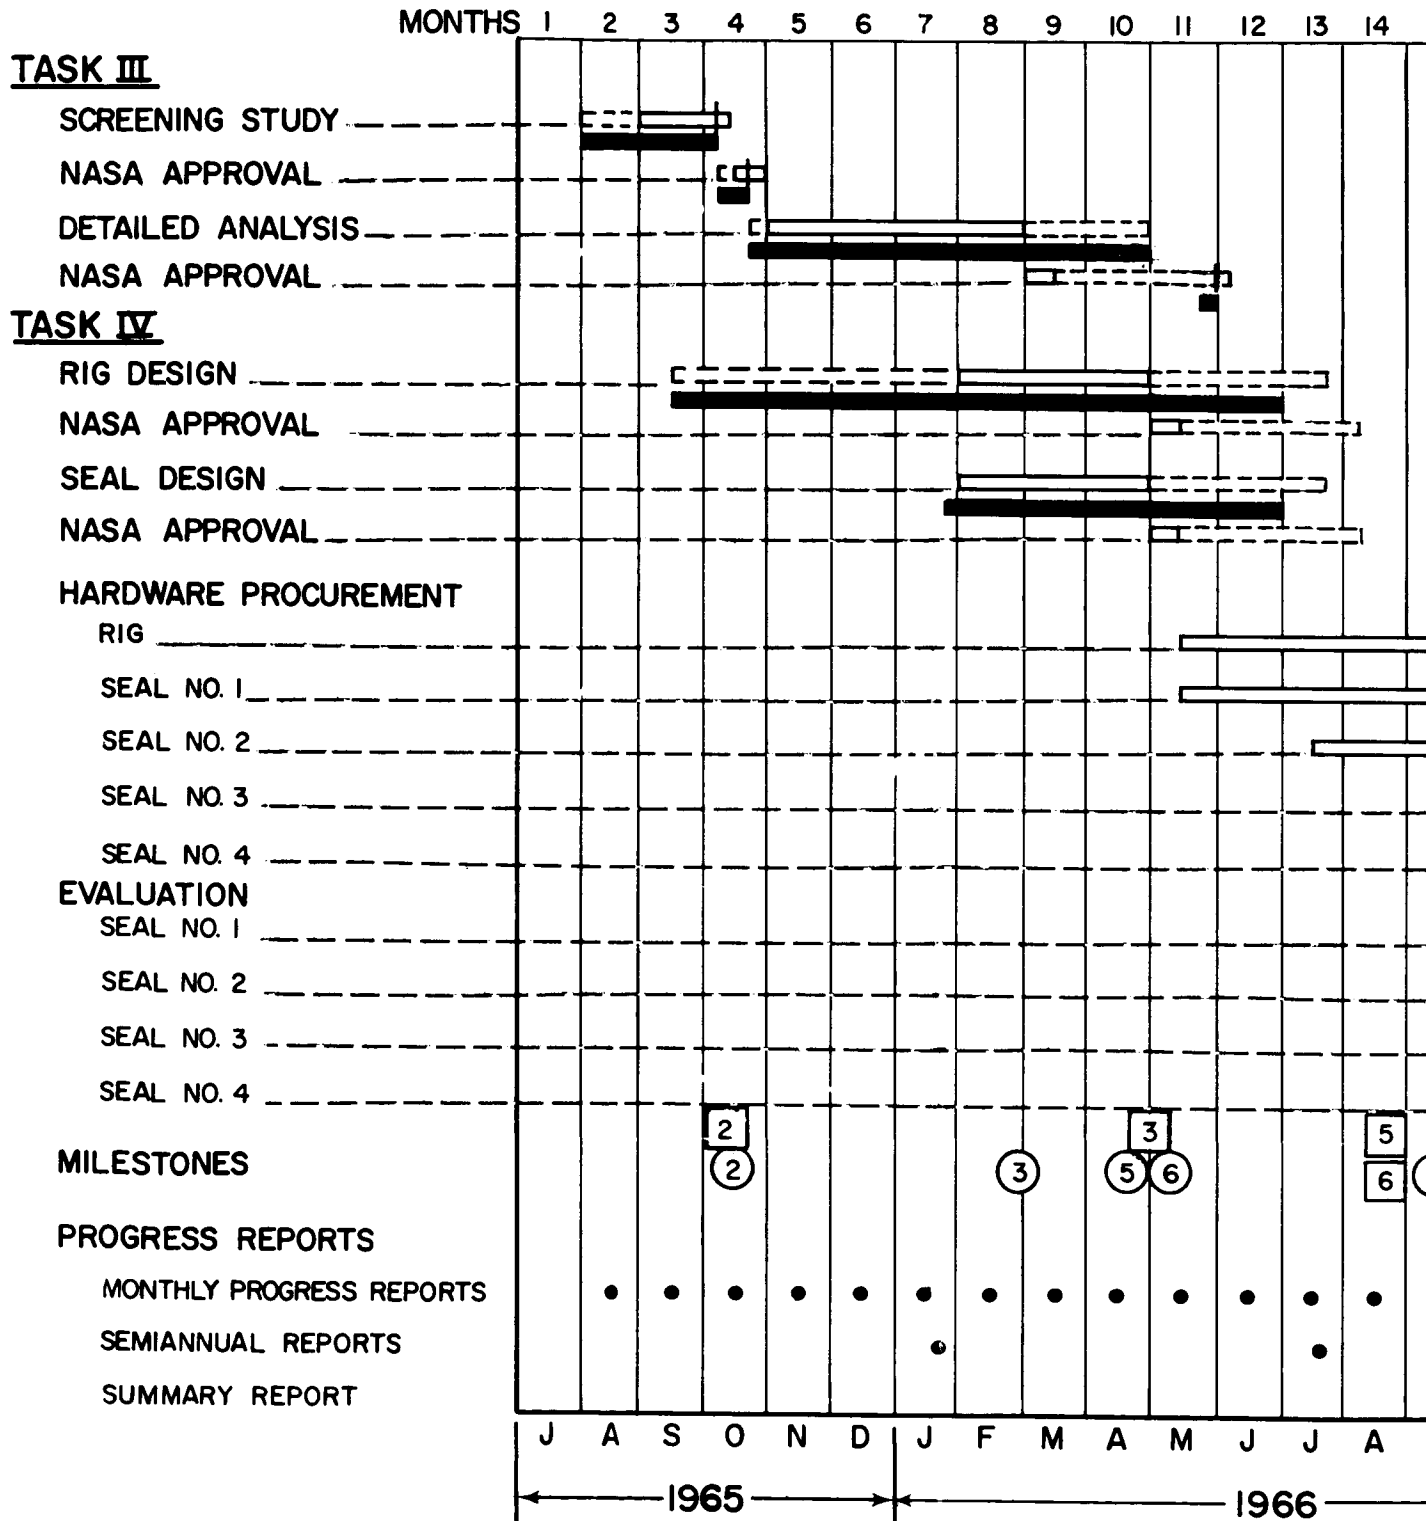 MONTHS 1 2 3 4 5 6 7 8 9 10 11 12 13 14
TASK III
SCREENING STUDY
NASA APPROVAL
DETAILED ANALYSIS
NASA APPROVAL
TASK IV
RIG DESIGN
NASA APPROVAL
SEAL DESIGN
NASA APPROVAL
HARDWARE PROCUREMENT
RIG
SEAL NO. 1
SEAL NO. 2
SEAL NO. 3
SEAL NO. 4
EVALUATION
SEAL NO. 1
SEAL NO. 2
SEAL NO. 3
SEAL NO. 4
2 3 5
MILESTONES 2 3 5 6 6
PROGRESS REPORTS
MONTHLY PROGRESS REPORTS
SEMIANNUAL REPORTS
SUMMARY REPORT
J A S O N D J F M A M J J A
1965 1966